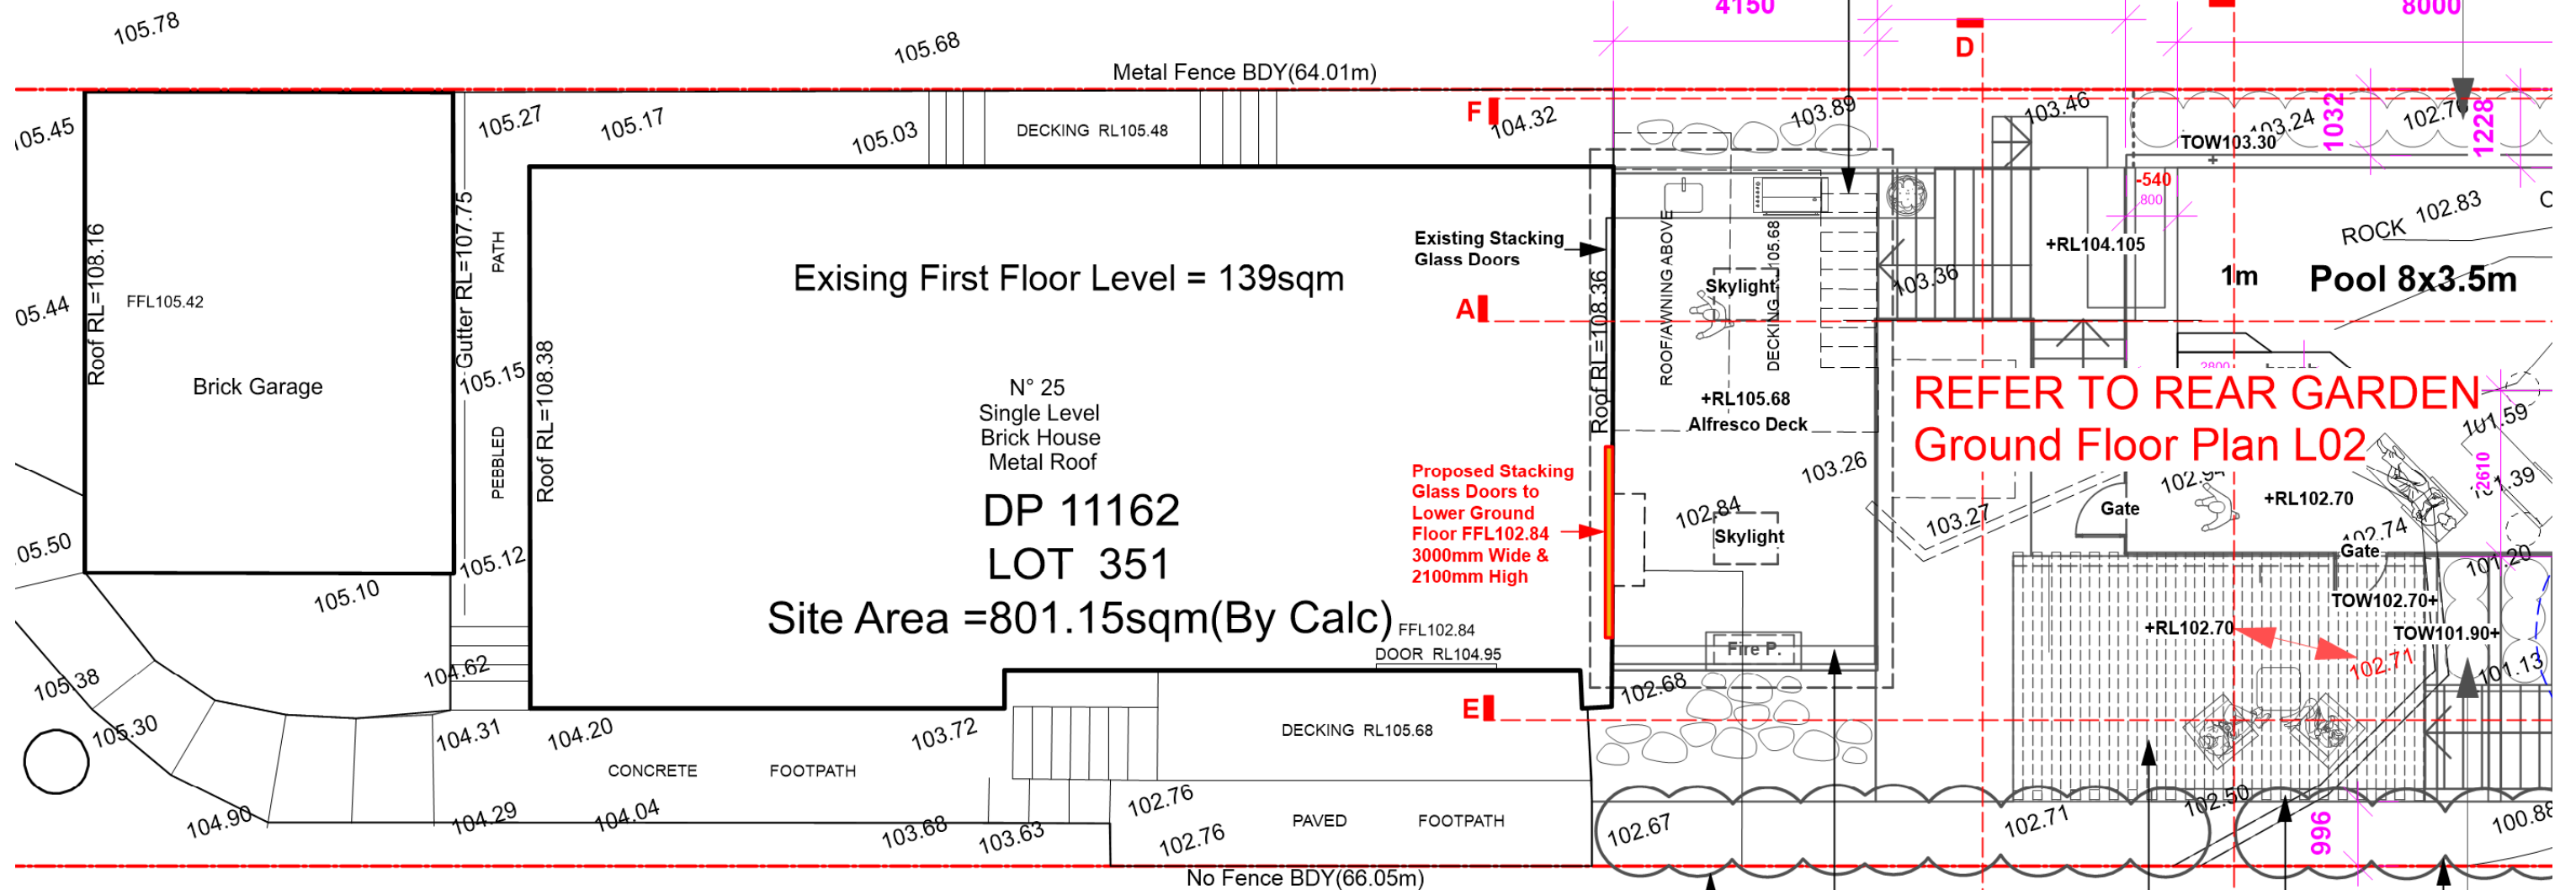 4150
8000
105.78
105.68
D
Metal Fence BDY(64.01m)
105.45
105.27
105.17
105.03
DECKING RL105.48
F
104.32
103.89
103.46
103.24
1032
1228
TOW103.30
-540
800
Roof RL=108.16
FFL105.42
Gutter RL=107.75
PATH
Exising First Floor Level = 139sqm
Existing Stacking
Glass Doors
ROOF/AWNING ABOVE
Skylight
103.36
+RL104.105
1m
Pool 8x3.5m
ROCK
102.83
05.44
A
Roof RL=108.36
Brick Garage
105.15
Roof RL=108.38
N° 25
Single Level
Brick House
Metal Roof
+RL105.68
Alfresco Deck
2800
REFER TO REAR GARDEN
Ground Floor Plan L02
101.59
2610
PEBBLED
DP 11162
LOT 351
Site Area =801.15sqm(By Calc)
Proposed Stacking
Glass Doors to
Lower Ground
Floor FFL102.84
3000mm Wide &
2100mm High
103.26
102.84
Skylight
103.27
Gate
+RL102.70
102.74
Gate
101.20
05.50
105.12
105.10
TOW102.70+
FFL102.84
DOOR RL104.95
Fire P.
+RL102.70
TOW101.90+
102.71
101.13
105.38
104.62
102.68
E
105.30
104.31
104.20
103.72
DECKING RL105.68
CONCRETE FOOTPATH
104.90
104.29
104.04
103.68
103.63
102.76
102.76
PAVED FOOTPATH
102.67
102.71
102.50
996
No Fence BDY(66.05m)